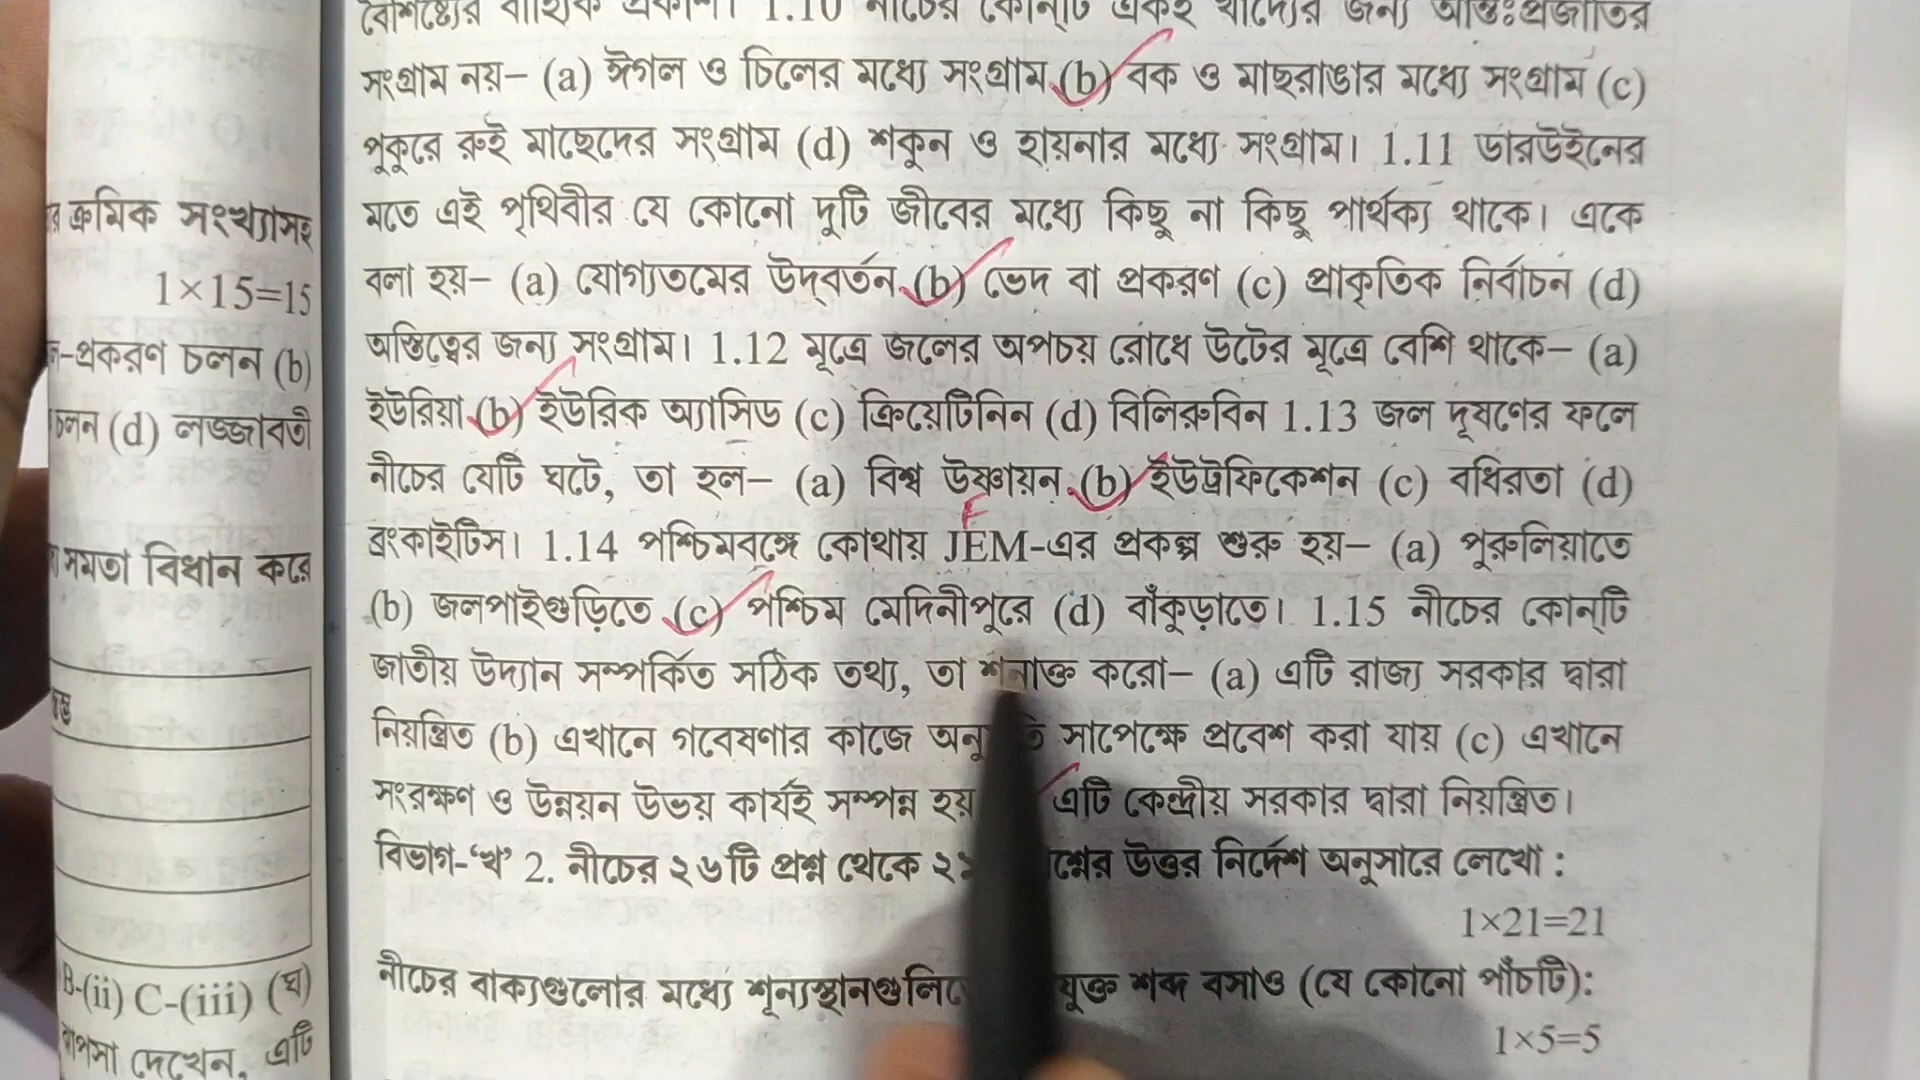 র ক্রমিক সংখ্যাসহ
1×15=15
-প্রকরণ চলন (b)
চলন (d) লজ্জাবতী
সমতা বিধান করে
B-(ii) C-(iii) (ঘ)
দেখেন, এটি
বৈশিষ্ট্যের বাহ্যিক প্রকাশ। 1.10 নীচের কোন্‌টি একই খাদ্যের জন্য আন্তঃপ্রজাতির
সংগ্রাম নয়– (a) ঈগল ও চিলের মধ্যে সংগ্রাম (b) বক ও মাছরাঙার মধ্যে সংগ্রাম (c)
পুকুরে রুই মাছেদের সংগ্রাম (d) শকুন ও হায়নার মধ্যে সংগ্রাম। 1.11 ডারউইনের
মতে এই পৃথিবীর যে কোনো দুটি জীবের মধ্যে কিছু না কিছু পার্থক্য থাকে। একে
বলা হয়– (a) যোগ্যতমের উদ্‌বর্তন (b) ভেদ বা প্রকরণ (c) প্রাকৃতিক নির্বাচন (d)
অস্তিত্বের জন্য সংগ্রাম। 1.12 মূত্রে জলের অপচয় রোধে উটের মূত্রে বেশি থাকে– (a)
ইউরিয়া (b) ইউরিক অ্যাসিড (c) ক্রিয়েটিনিন (d) বিলিরুবিন 1.13 জল দূষণের ফলে
নীচের যেটি ঘটে, তা হল– (a) বিশ্ব উষ্ণায়ন (b) ইউট্রফিকেশন (c) বধিরতা (d)
F
ব্রংকাইটিস। 1.14 পশ্চিমবঙ্গে কোথায় JEM-এর প্রকল্প শুরু হয়– (a) পুরুলিয়াতে
(b) জলপাইগুড়িতে (c) পশ্চিম মেদিনীপুরে (d) বাঁকুড়াতে। 1.15 নীচের কোন্‌টি
জাতীয় উদ্যান সম্পর্কিত সঠিক তথ্য, তা শনাক্ত করো– (a) এটি রাজ্য সরকার দ্বারা
নিয়ন্ত্রিত (b) এখানে গবেষণার কাজে সাপেক্ষে প্রবেশ করা যায় (c) এখানে
সংরক্ষণ ও উন্নয়ন উভয় কার্যই সম্পন্ন হয় এটি কেন্দ্রীয় সরকার দ্বারা নিয়ন্ত্রিত।
বিভাগ-‘খ’ 2. নীচের ২৬টি প্রশ্ন থেকে উত্তর নির্দেশ অনুসারে লেখো :
1×21=21
নীচের বাক্যগুলোর মধ্যে শব্দ বসাও (যে কোনো পাঁচটি):
1×5=5